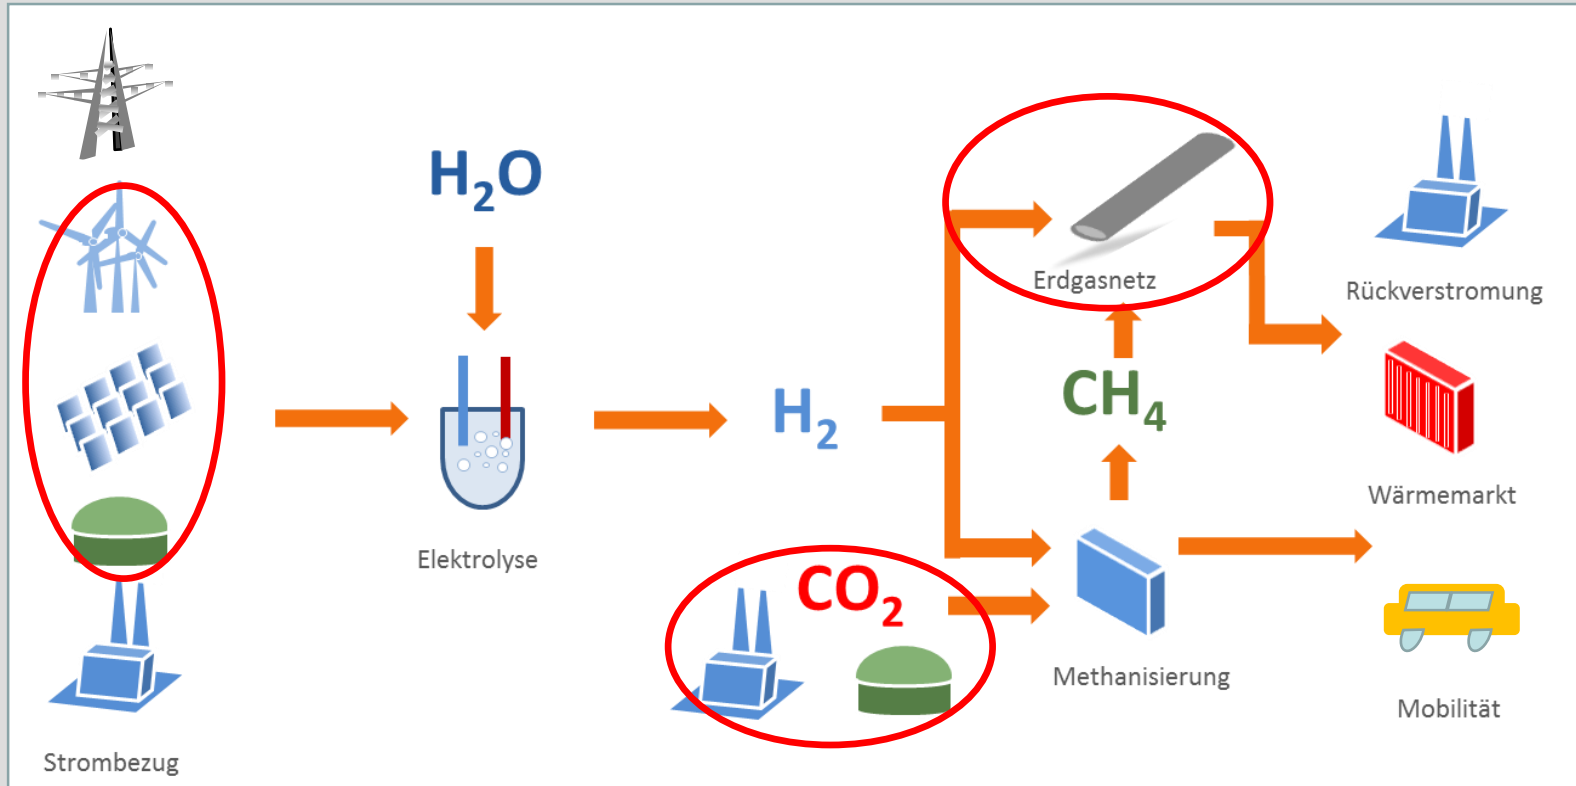 H₂O
Erdgasnetz
Rückverstromung
H₂
CH₄
Wärmemarkt
Elektrolyse
CO₂
Methanisierung
Mobilität
Strombezug